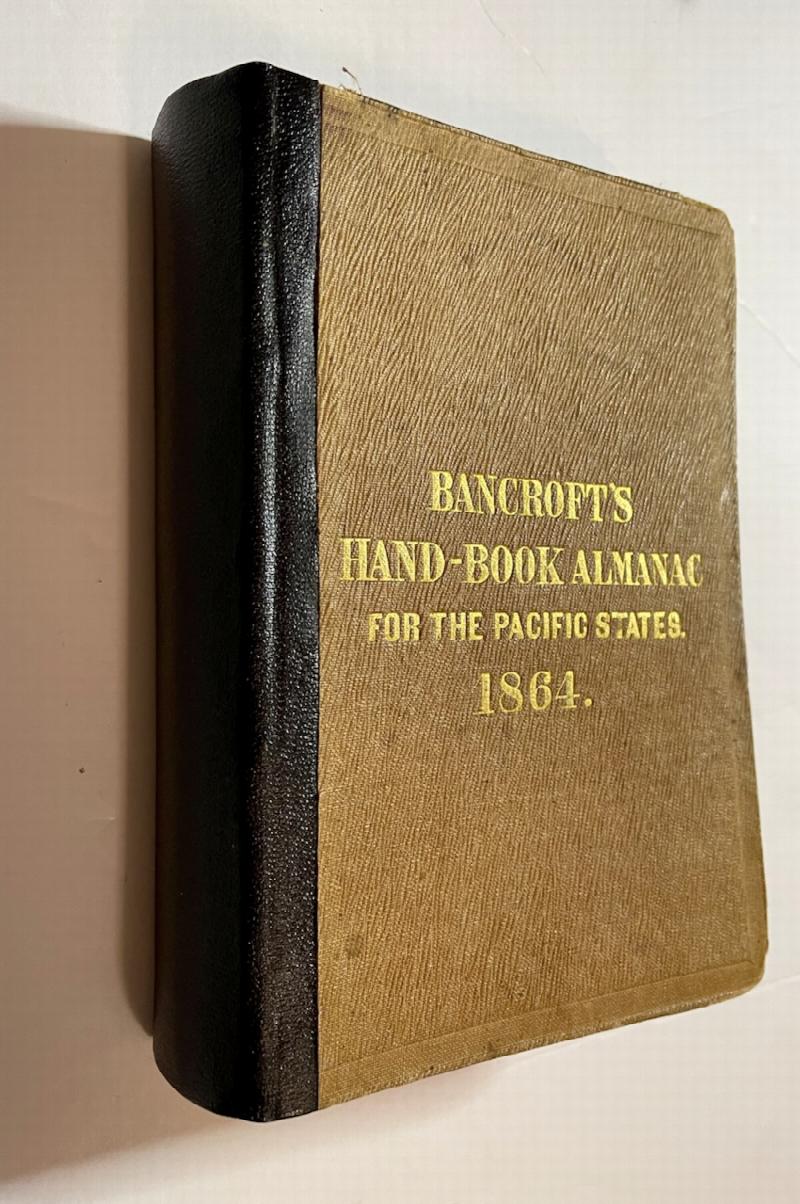 BANCROFT'S
HAND-BOOK ALMANAC
FOR THE PACIFIC STATES.
1864.